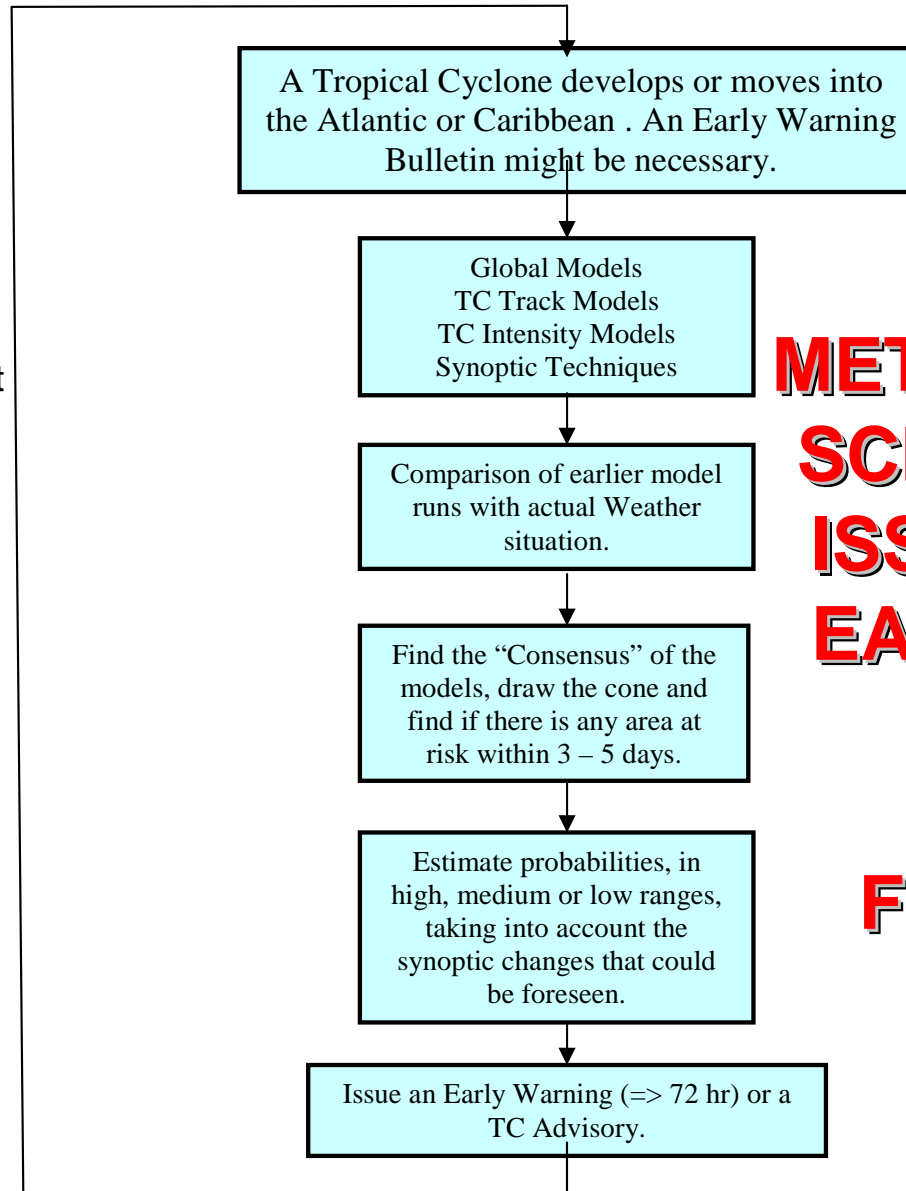 A Tropical Cyclone develops or moves into
the Atlantic or Caribbean . An Early Warning
Bulletin might be necessary.
Global Models
TC Track Models
TC Intensity Models
Synoptic Techniques
t
MET
SC
ISS
EA
Comparison of earlier model
runs with actual Weather
situation.
Find the “Consensus” of the
models, draw the cone and
find if there is any area at
risk within 3 – 5 days.
Estimate probabilities, in
high, medium or low ranges,
taking into account the
synoptic changes that could
be foreseen.
F
Issue an Early Warning (=> 72 hr) or a
TC Advisory.